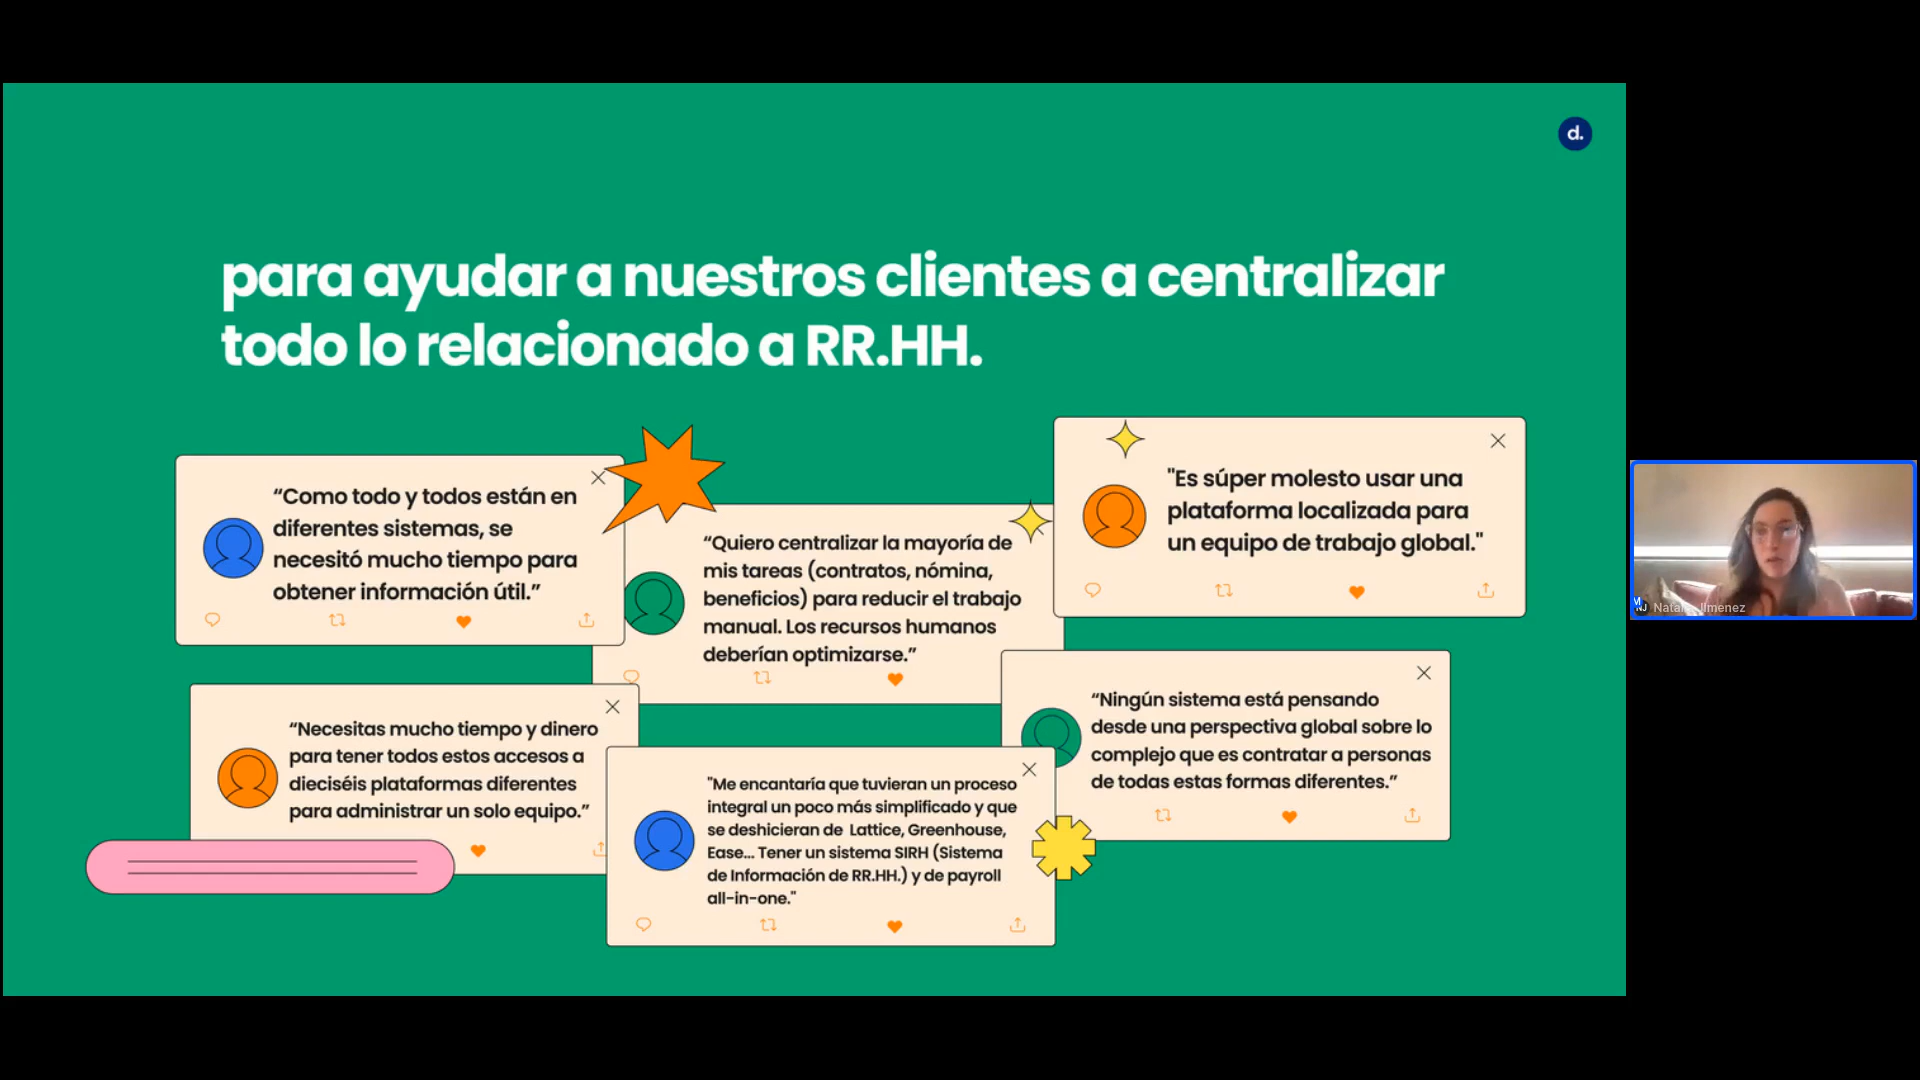 d.
para ayudar a nuestros clientes a centralizar
todo lo relacionado a RR.HH.
“Como todo y todos están en
diferentes sistemas, se
necesitó mucho tiempo para
obtener información útil.”
“Quiero centralizar la mayoría de
mis tareas (contratos, nómina,
beneficios) para reducir el trabajo
manual. Los recursos humanos
deberían optimizarse.”
"Es súper molesto usar una
plataforma localizada para
un equipo de trabajo global."
“Necesitas mucho tiempo y dinero
para tener todos estos accesos a
dieciséis plataformas diferentes
para administrar un solo equipo.”
"Me encantaría que tuvieran un proceso
integral un poco más simplificado y que
se deshicieran de Lattice, Greenhouse,
Ease... Tener un sistema SIRH (Sistema
de Información de RR.HH.) y de payroll
all-in-one."
“Ningún sistema está pensando
desde una perspectiva global sobre lo
complejo que es contratar a personas
de todas estas formas diferentes.”
M
NJ
Jimenez